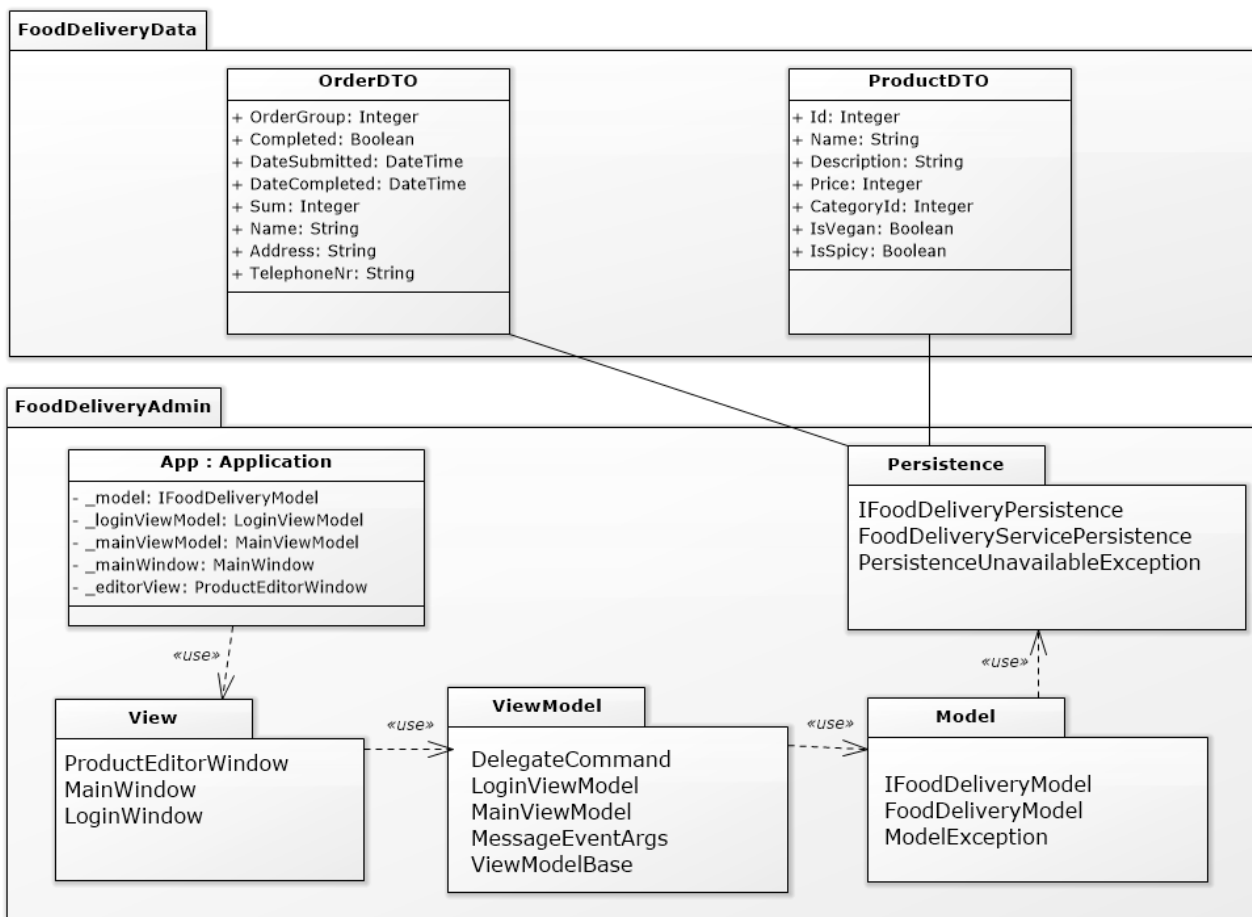 FoodDeliveryData
OrderDTO
+ OrderGroup: Integer
+ Completed: Boolean
+ DateSubmitted: DateTime
+ DateCompleted: DateTime
+ Sum: Integer
+ Name: String
+ Address: String
+ TelephoneNr: String
ProductDTO
+ Id: Integer
+ Name: String
+ Description: String
+ Price: Integer
+ CategoryId: Integer
+ IsVegan: Boolean
+ IsSpicy: Boolean
FoodDeliveryAdmin
App : Application
- _model: IFoodDeliveryModel
- _loginViewModel: LoginViewModel
- _mainViewModel: MainViewModel
- _mainWindow: MainWindow
- _editorView: ProductEditorWindow
Persistence
IFoodDeliveryPersistence
FoodDeliveryServicePersistence
PersistenceUnavailableException
«use»
«use»
View
ProductEditorWindow
MainWindow
LoginWindow
«use»
ViewModel
DelegateCommand
LoginViewModel
MainViewModel
MessageEventArgs
ViewModelBase
«use»
Model
IFoodDeliveryModel
FoodDeliveryModel
ModelException